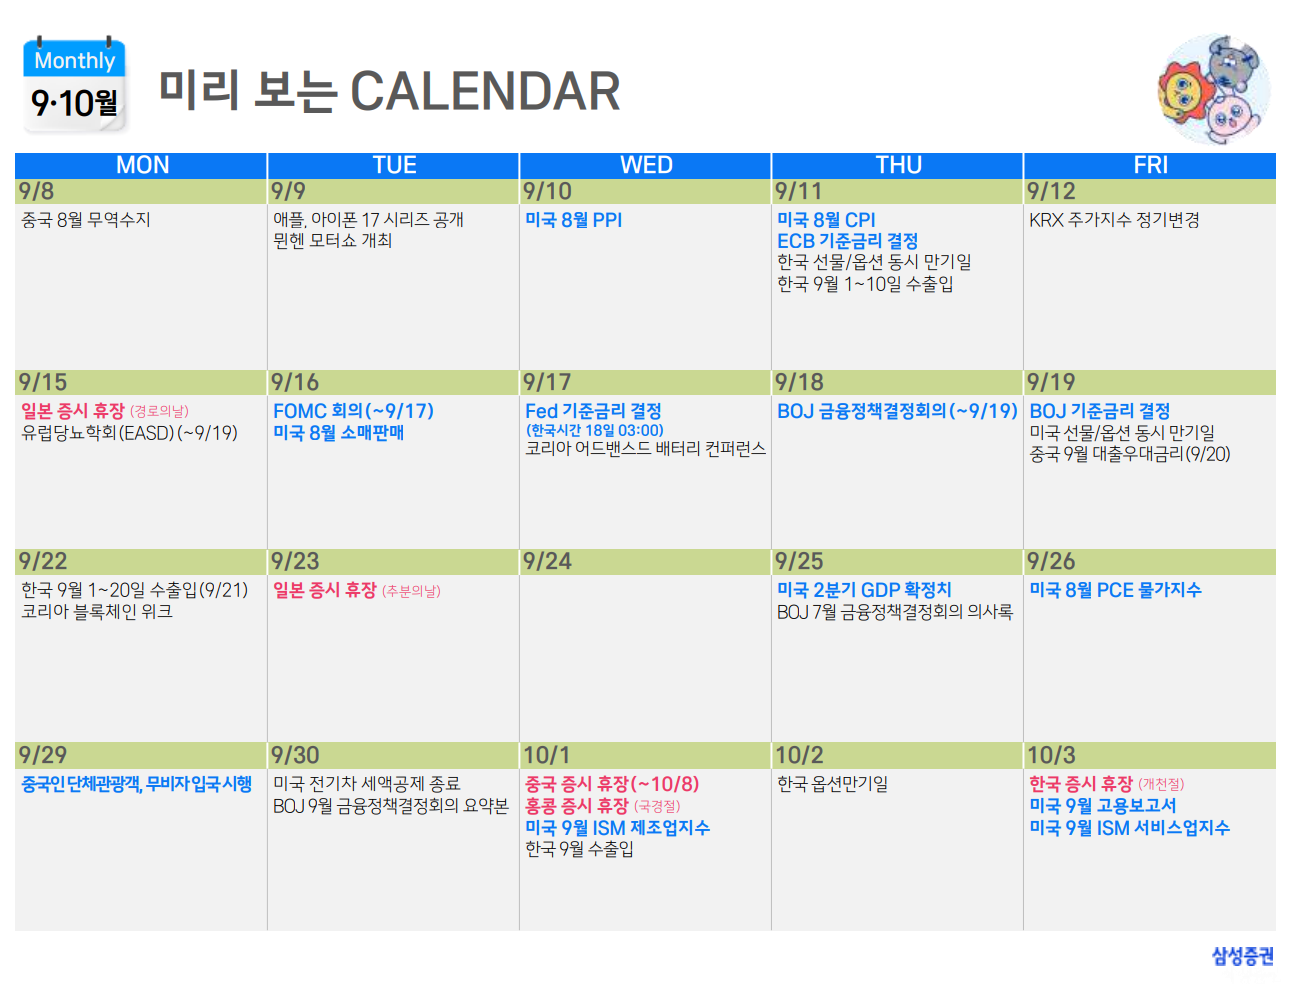 Monthly
9·10월
미리 보는 CALENDAR
MON TUE WED THU FRI
9/8 9/9 9/10 9/11 9/12
중국 8월 무역수지
애플, 아이폰 17 시리즈 공개
뮌헨 모터쇼 개최
미국 8월 PPI
미국 8월 CPI
ECB 기준금리 결정
한국 선물/옵션 동시 만기일
한국 9월 1~10일 수출입
KRX 주가지수 정기변경
9/15 9/16 9/17 9/18 9/19
일본 증시 휴장 (경로의날)
유럽당뇨학회(EASD)(~9/19)
FOMC 회의(~9/17)
미국 8월 소매판매
Fed 기준금리 결정
(한국시간 18일 03:00)
코리아 어드밴스드 배터리 컨퍼런스
BOJ 금융정책결정회의(~9/19)
BOJ 기준금리 결정
미국 선물/옵션 동시 만기일
중국 9월 대출우대금리(9/20)
9/22 9/23 9/24 9/25 9/26
한국 9월 1~20일 수출입(9/21)
코리아 블록체인 위크
일본 증시 휴장 (추분의날)
미국 2분기 GDP 확정치
BOJ 7월 금융정책결정회의 의사록
미국 8월 PCE 물가지수
9/29 9/30 10/1 10/2 10/3
중국인 단체관광객, 무비자 입국 시행
미국 전기차 세액공제 종료
BOJ 9월 금융정책결정회의 요약본
중국 증시 휴장(~10/8)
홍콩 증시 휴장 (국경절)
미국 9월 ISM 제조업지수
한국 9월 수출입
한국 옵션만기일
한국 증시 휴장 (개천절)
미국 9월 고용보고서
미국 9월 ISM 서비스업지수
삼성증권